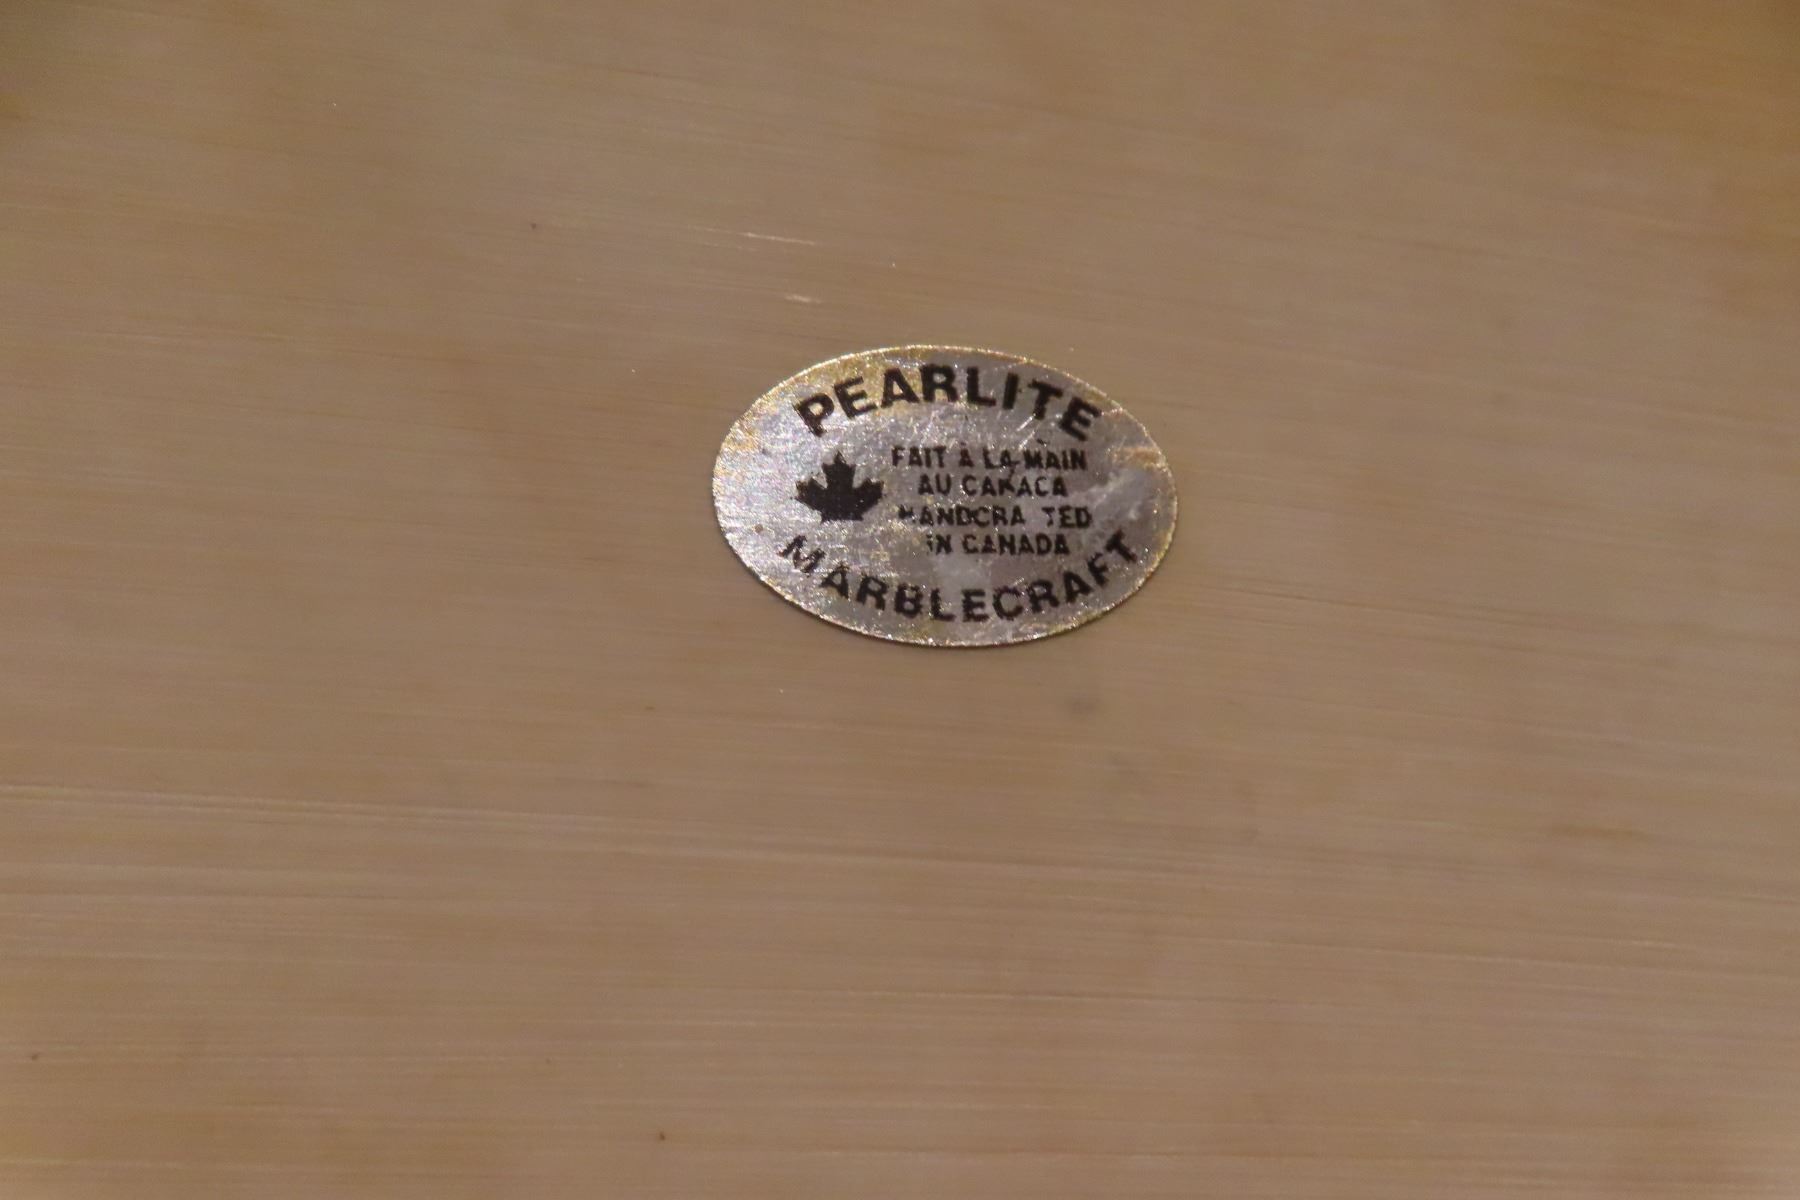 PEARLITE
FAIT À LA MAIN
AU CANADA
HANDCRAFTED
IN CANADA
MARBLECRAFT